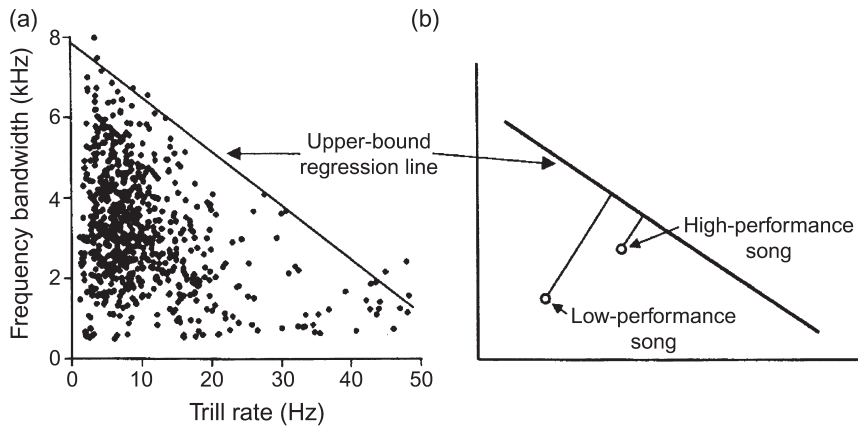 (a)
(b)
Frequency bandwidth (kHz)
8
6
4
2
0
Upper-bound
regression line
High-performance
song
Low-performance
song
0
10
20
30
40
50
Trill rate (Hz)